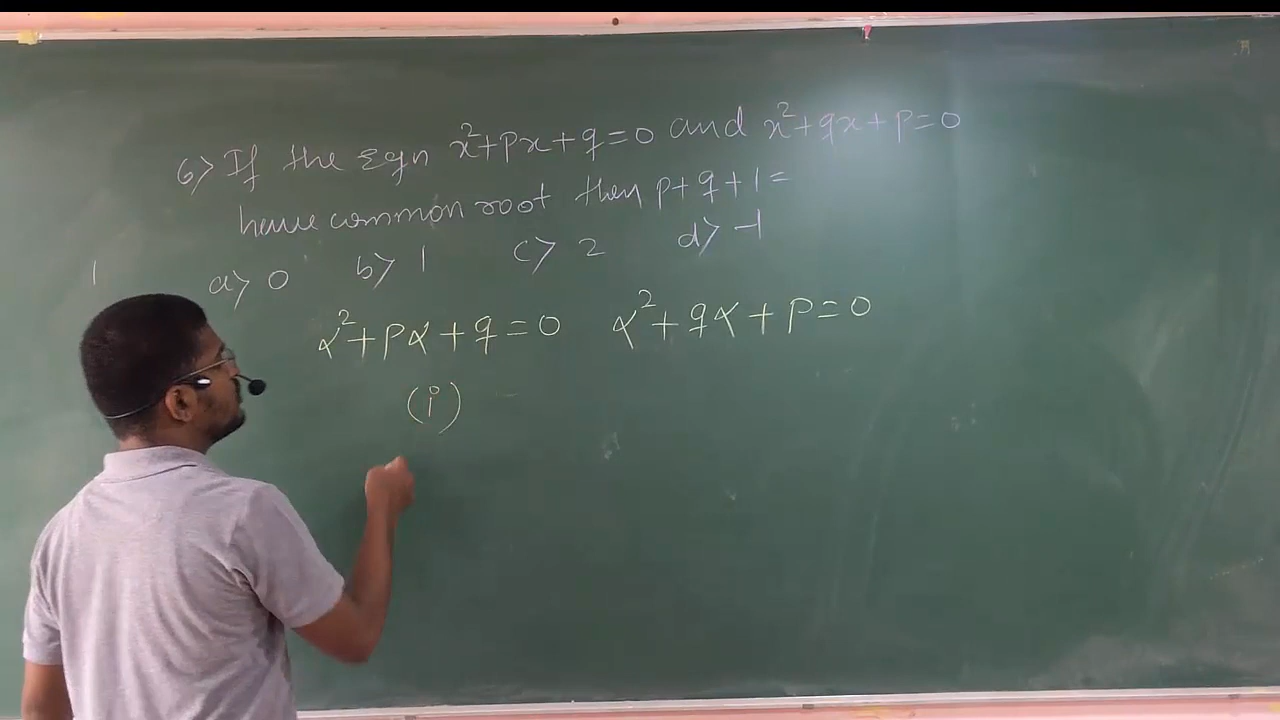 6> If the Eqn x²+px+q=0 and x²+qx+p=0
have common root then p+q+1=
a> 0 b> 1 c> 2 d> -1
α²+pα+q=0 α²+qα+p=0
(i)